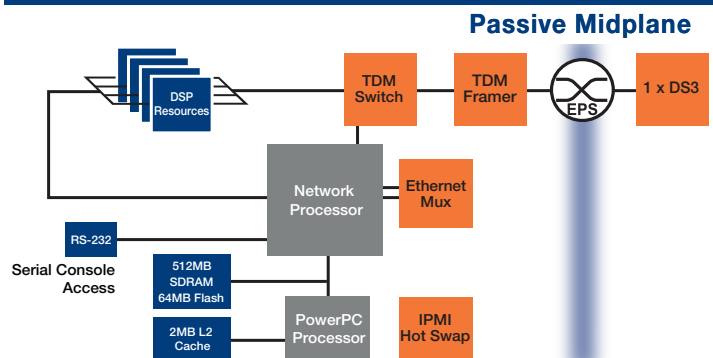 Passive Midplane
DSP
Resources
TDM
Switch
TDM
Framer
EPS
1 x DS3
Network
Processor
Ethernet
Mux
RS-232
Serial Console
Access
512MB
SDRAM
64MB Flash
PowerPC
Processor
IPMI
Hot Swap
2MB L2
Cache